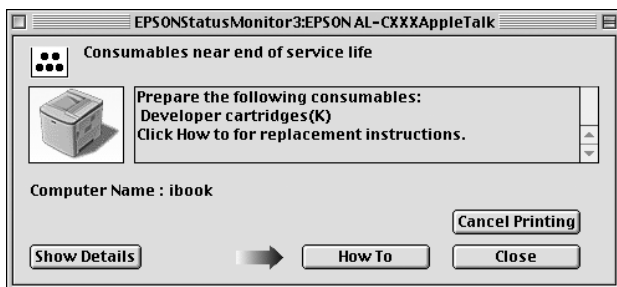 EPSONStatusMonitor3:EPSON AL-CXXXAppleTalk
Consumables near end of service life
Prepare the following consumables:
Developer cartridges(K)
Click How to for replacement instructions.
Computer Name : ibook
Cancel Printing
Show Details
How To
Close